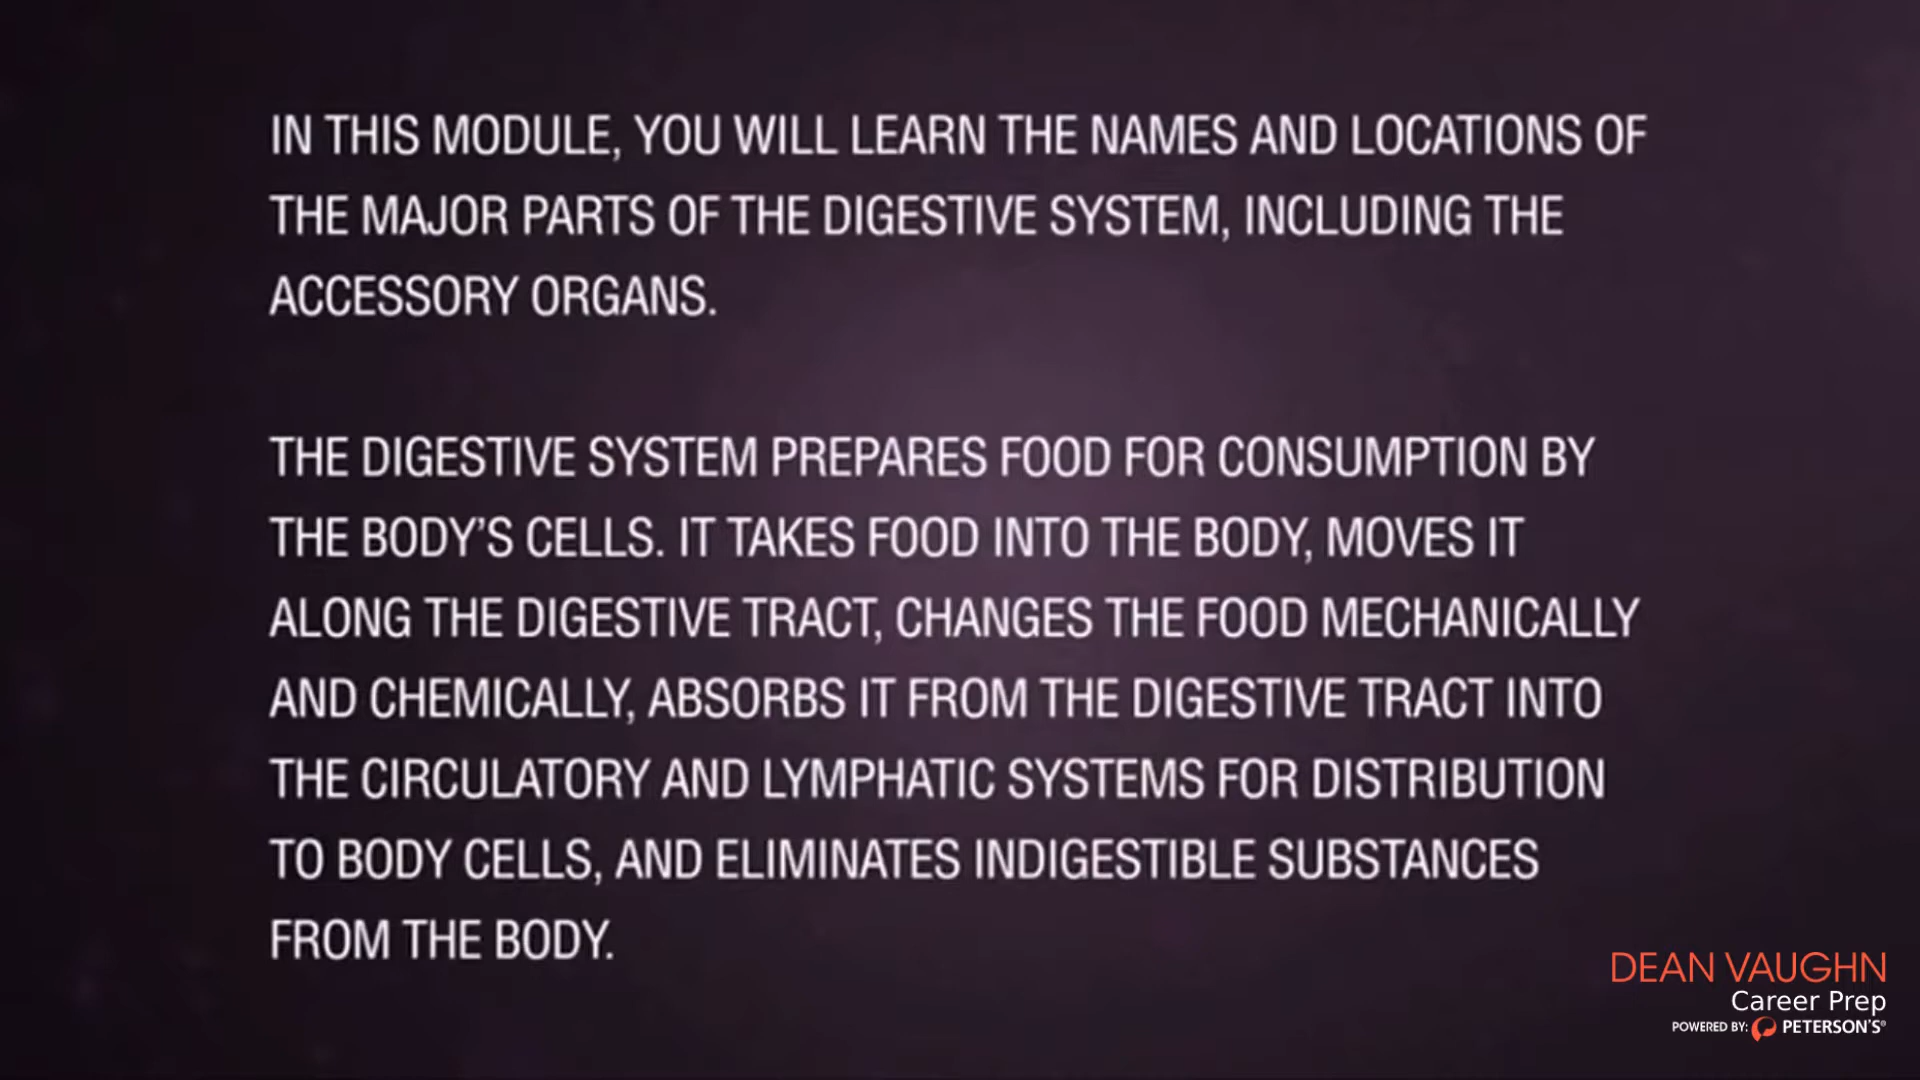 IN THIS MODULE, YOU WILL LEARN THE NAMES AND LOCATIONS OF
THE MAJOR PARTS OF THE DIGESTIVE SYSTEM, INCLUDING THE
ACCESSORY ORGANS.
THE DIGESTIVE SYSTEM PREPARES FOOD FOR CONSUMPTION BY
THE BODY’S CELLS. IT TAKES FOOD INTO THE BODY, MOVES IT
ALONG THE DIGESTIVE TRACT, CHANGES THE FOOD MECHANICALLY
AND CHEMICALLY, ABSORBS IT FROM THE DIGESTIVE TRACT INTO
THE CIRCULATORY AND LYMPHATIC SYSTEMS FOR DISTRIBUTION
TO BODY CELLS, AND ELIMINATES INDIGESTIBLE SUBSTANCES
FROM THE BODY.
DEAN VAUGHN
Career Prep
POWERED BY: PETERSON'S®